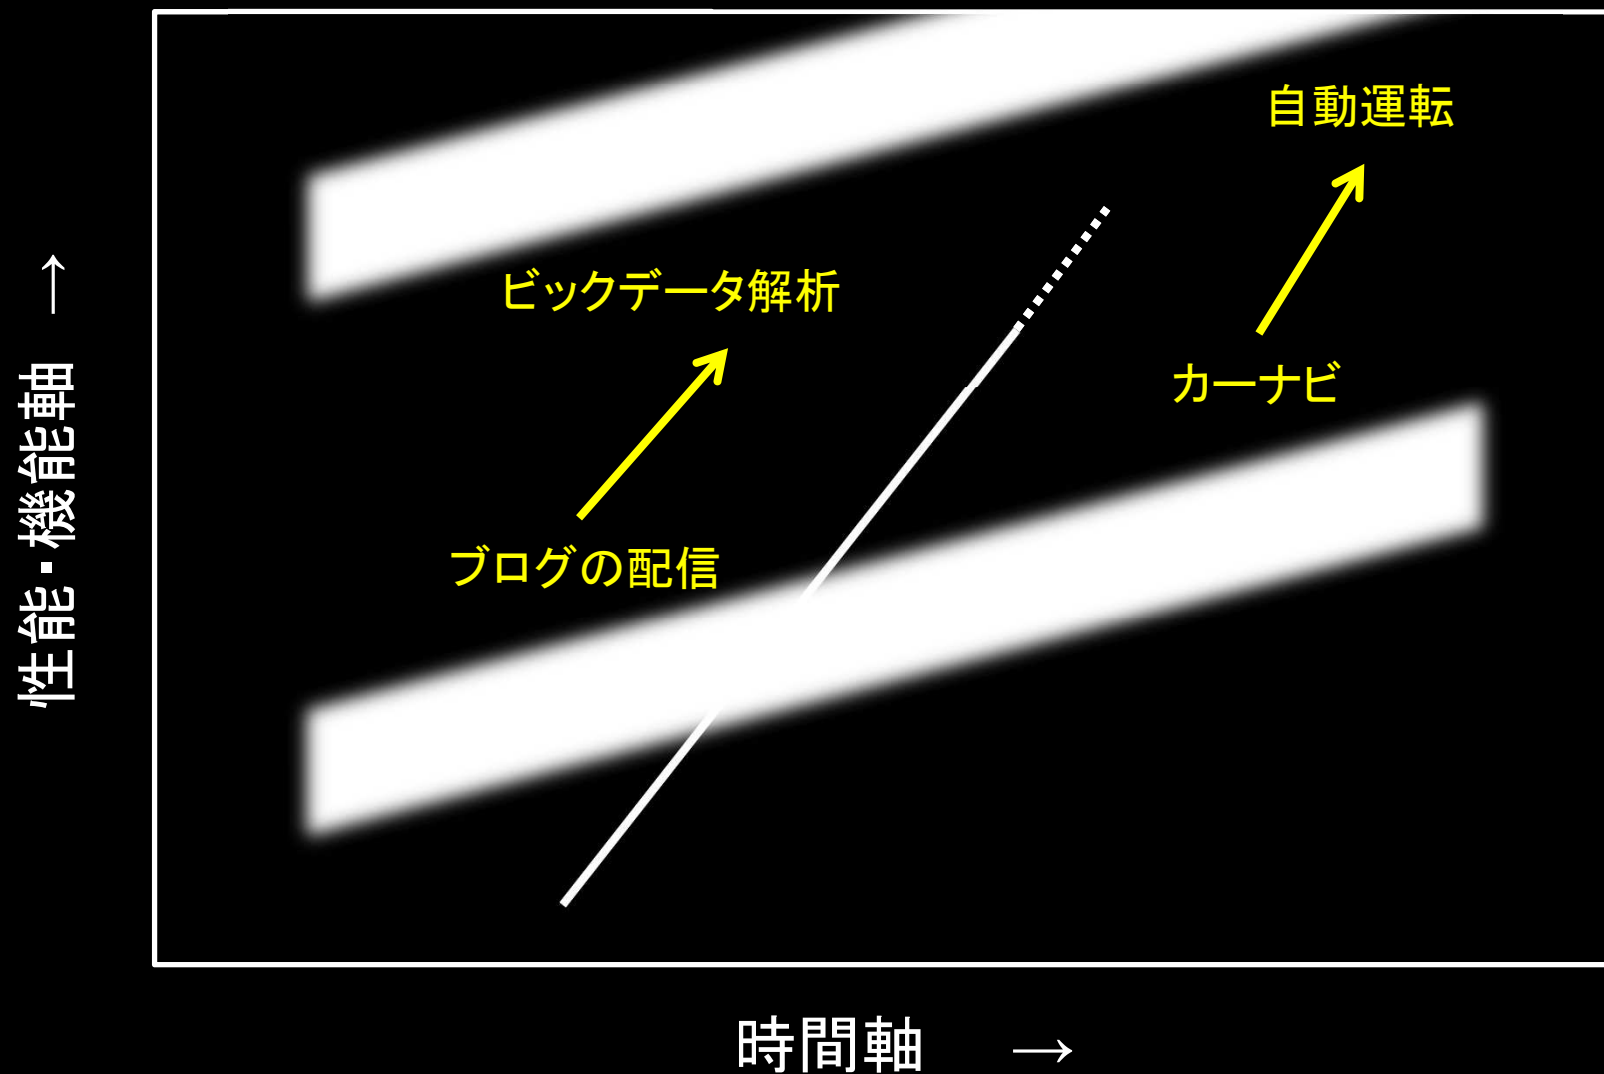 自動運転
ビックデータ解析
カーナビ
ブログの配信
性能・機能軸 →
時間軸 →